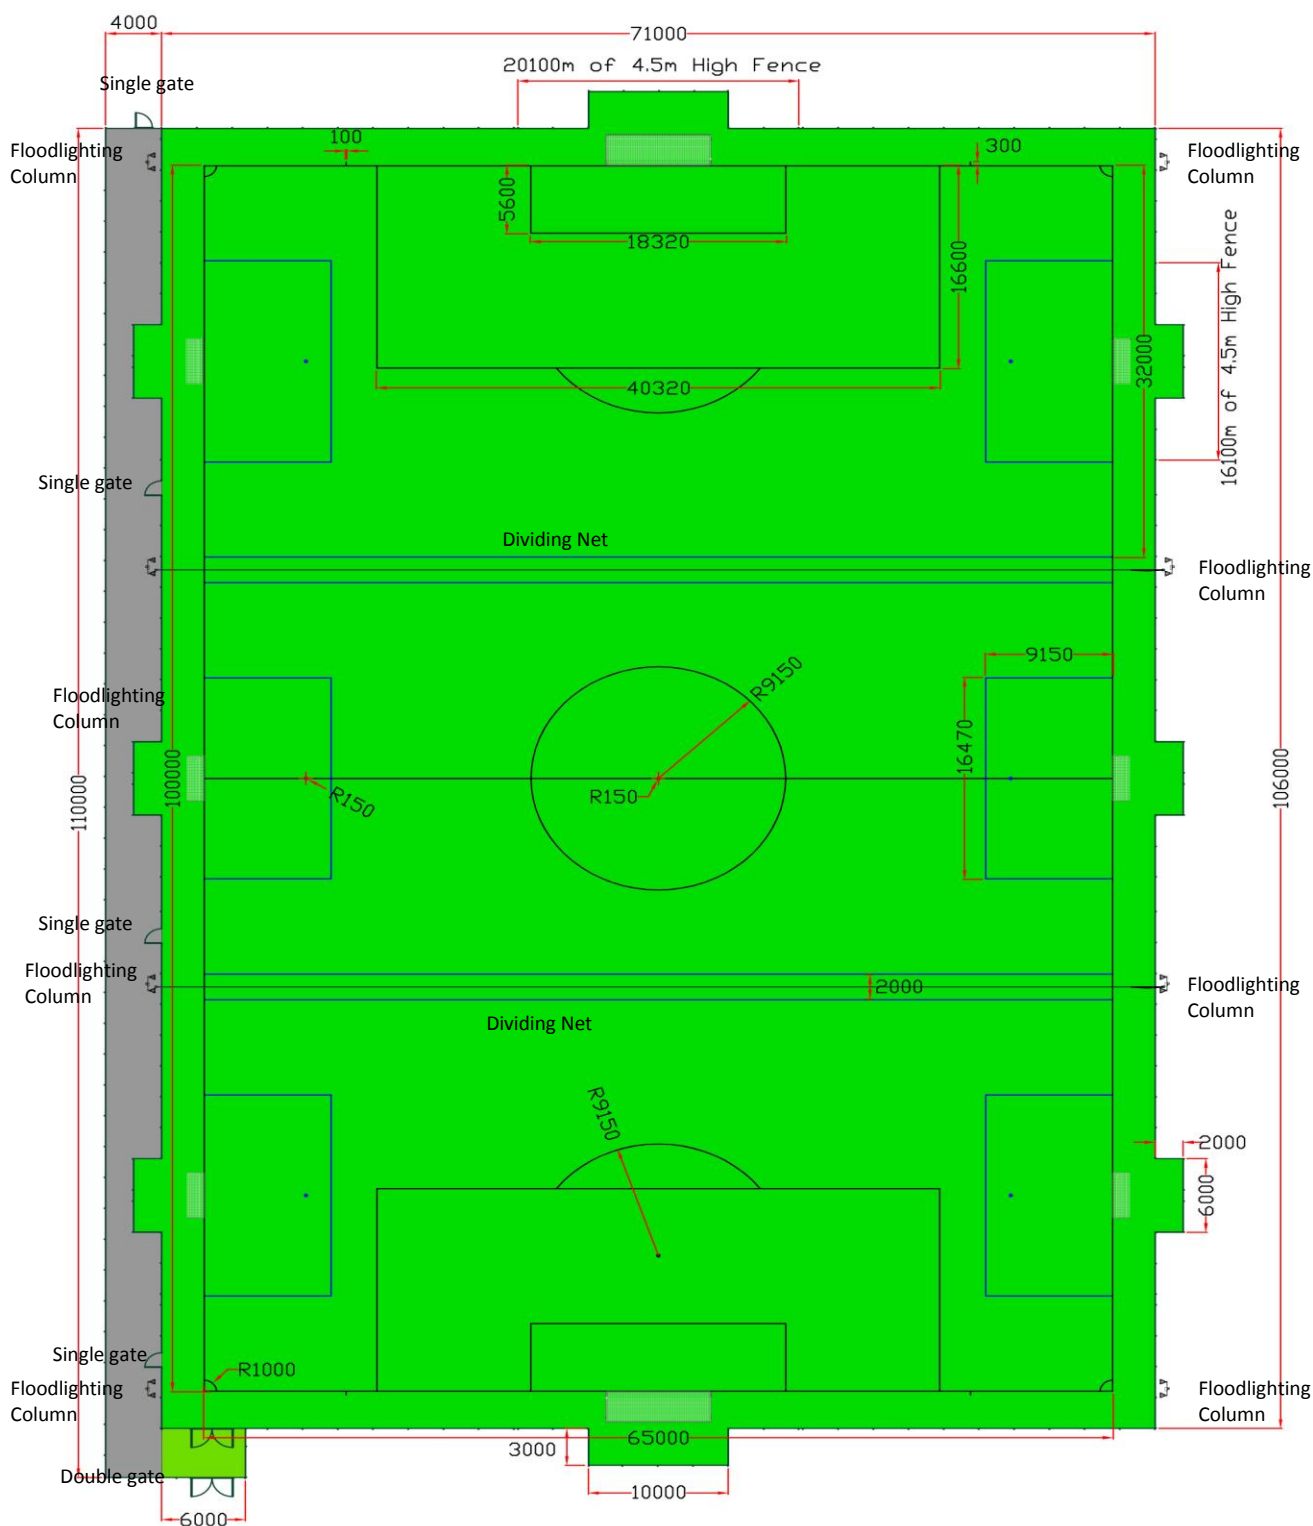 4000
71000
20100m of 4.5m High Fence
Single gate
100
300
Floodlighting
Column
Floodlighting
Column
5600
18320
16600
16100m of 4.5m High Fence
32000
40320
Single gate
Dividing Net
Floodlighting
Column
9150
R9150
Floodlighting
Column
16470
110000
100000
106000
R150
R150
Single gate
Floodlighting
Column
2000
Floodlighting
Column
Dividing Net
R9150
2000
6000
Single gate
R1000
Floodlighting
Column
Floodlighting
Column
65000
3000
Double gate
10000
6000